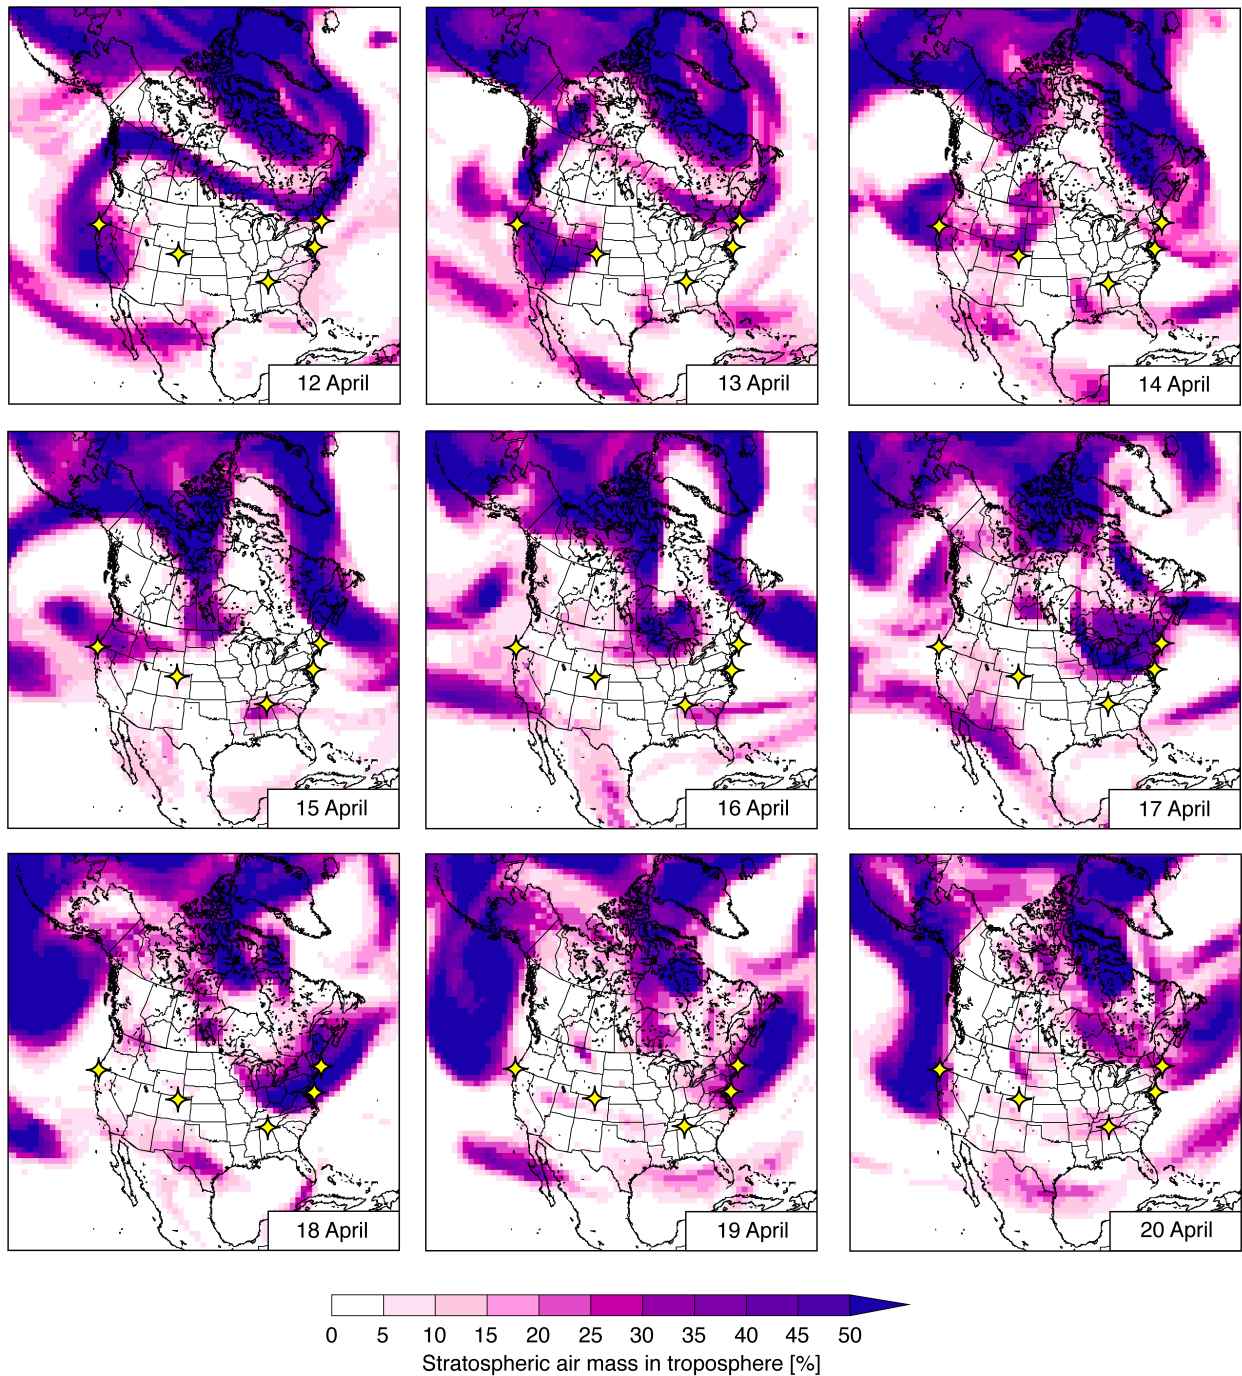 12 April
13 April
14 April
15 April
16 April
17 April
18 April
19 April
20 April
0 5 10 15 20 25 30 35 40 45 50
Stratospheric air mass in troposphere [%]